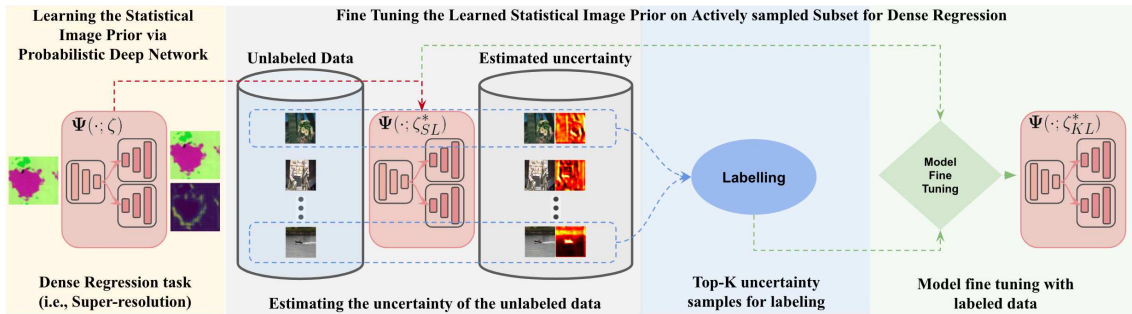 Learning the Statistical
Image Prior via
Probabilistic Deep Network
Fine Tuning the Learned Statistical Image Prior on Actively sampled Subset for Dense Regression
Unlabeled Data
Estimated uncertainty
Ψ(·; ζ)
Ψ(·; ζ*SL)
Ψ(·; ζ*KL)
Labelling
Model
Fine
Tuning
Dense Regression task
(i.e., Super-resolution)
Estimating the uncertainty of the unlabeled data
Top-K uncertainty
samples for labeling
Model fine tuning with
labeled data